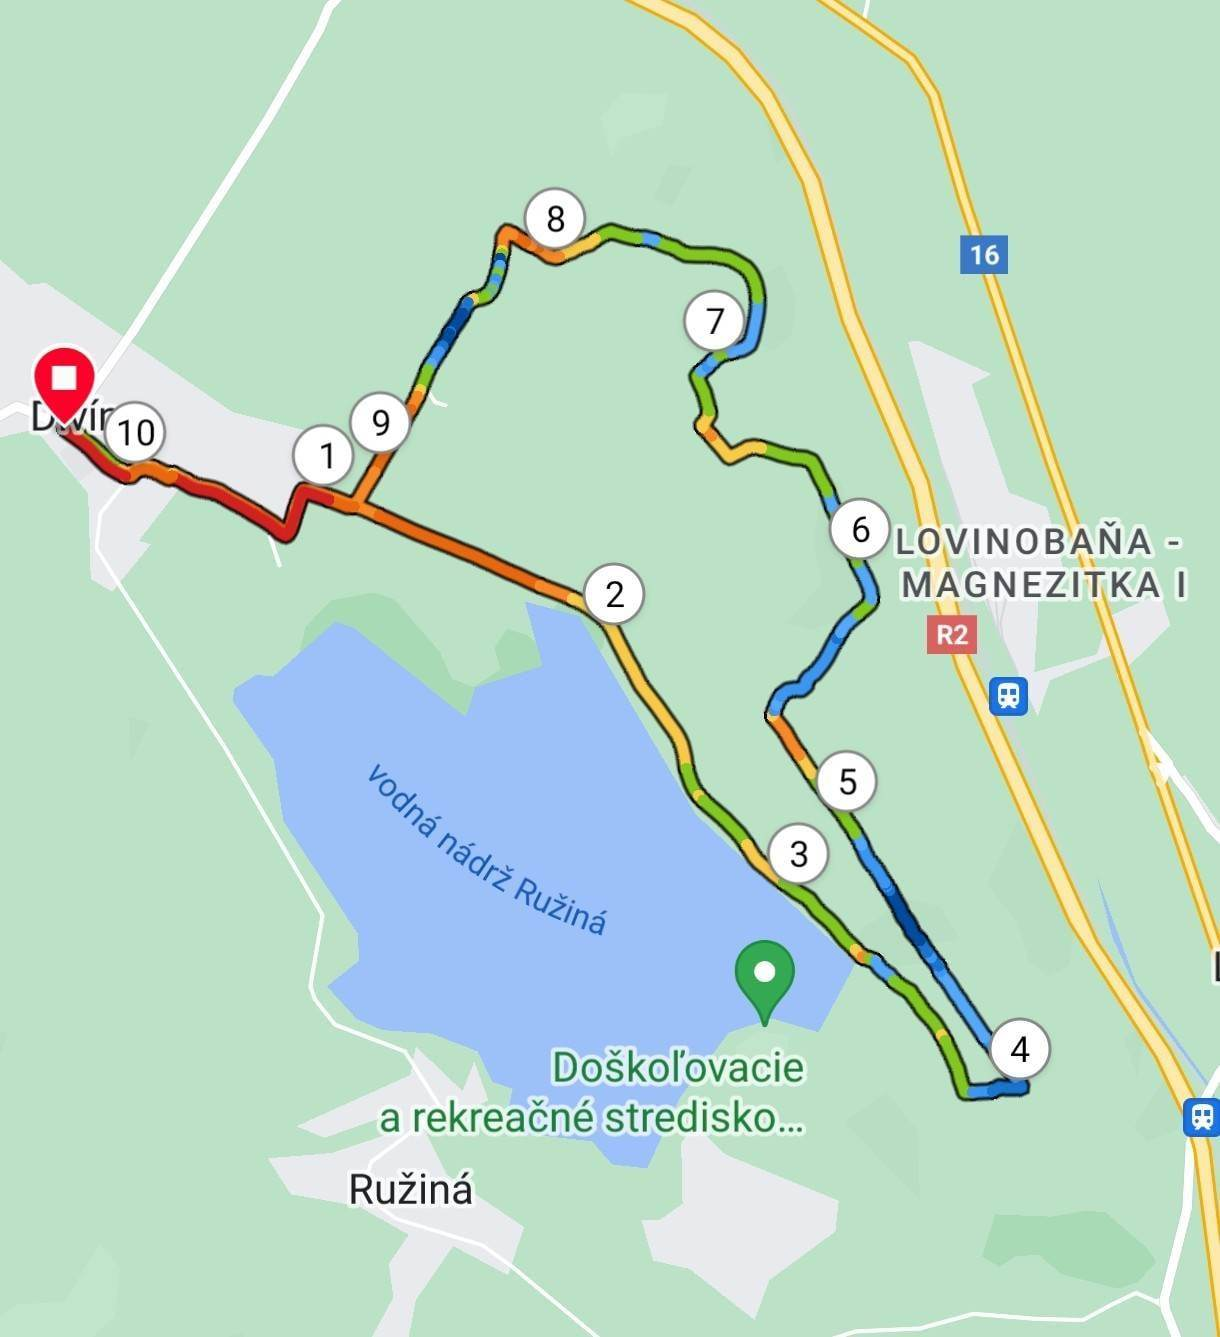 16
8
7
Divín
10
9
1
6
LOVINOBAŇA -
MAGNEZITKA I
2
R2
5
vodná nádrž Ružiná
3
4
Doškoľovacie
a rekreačné stredisko...
Ružiná